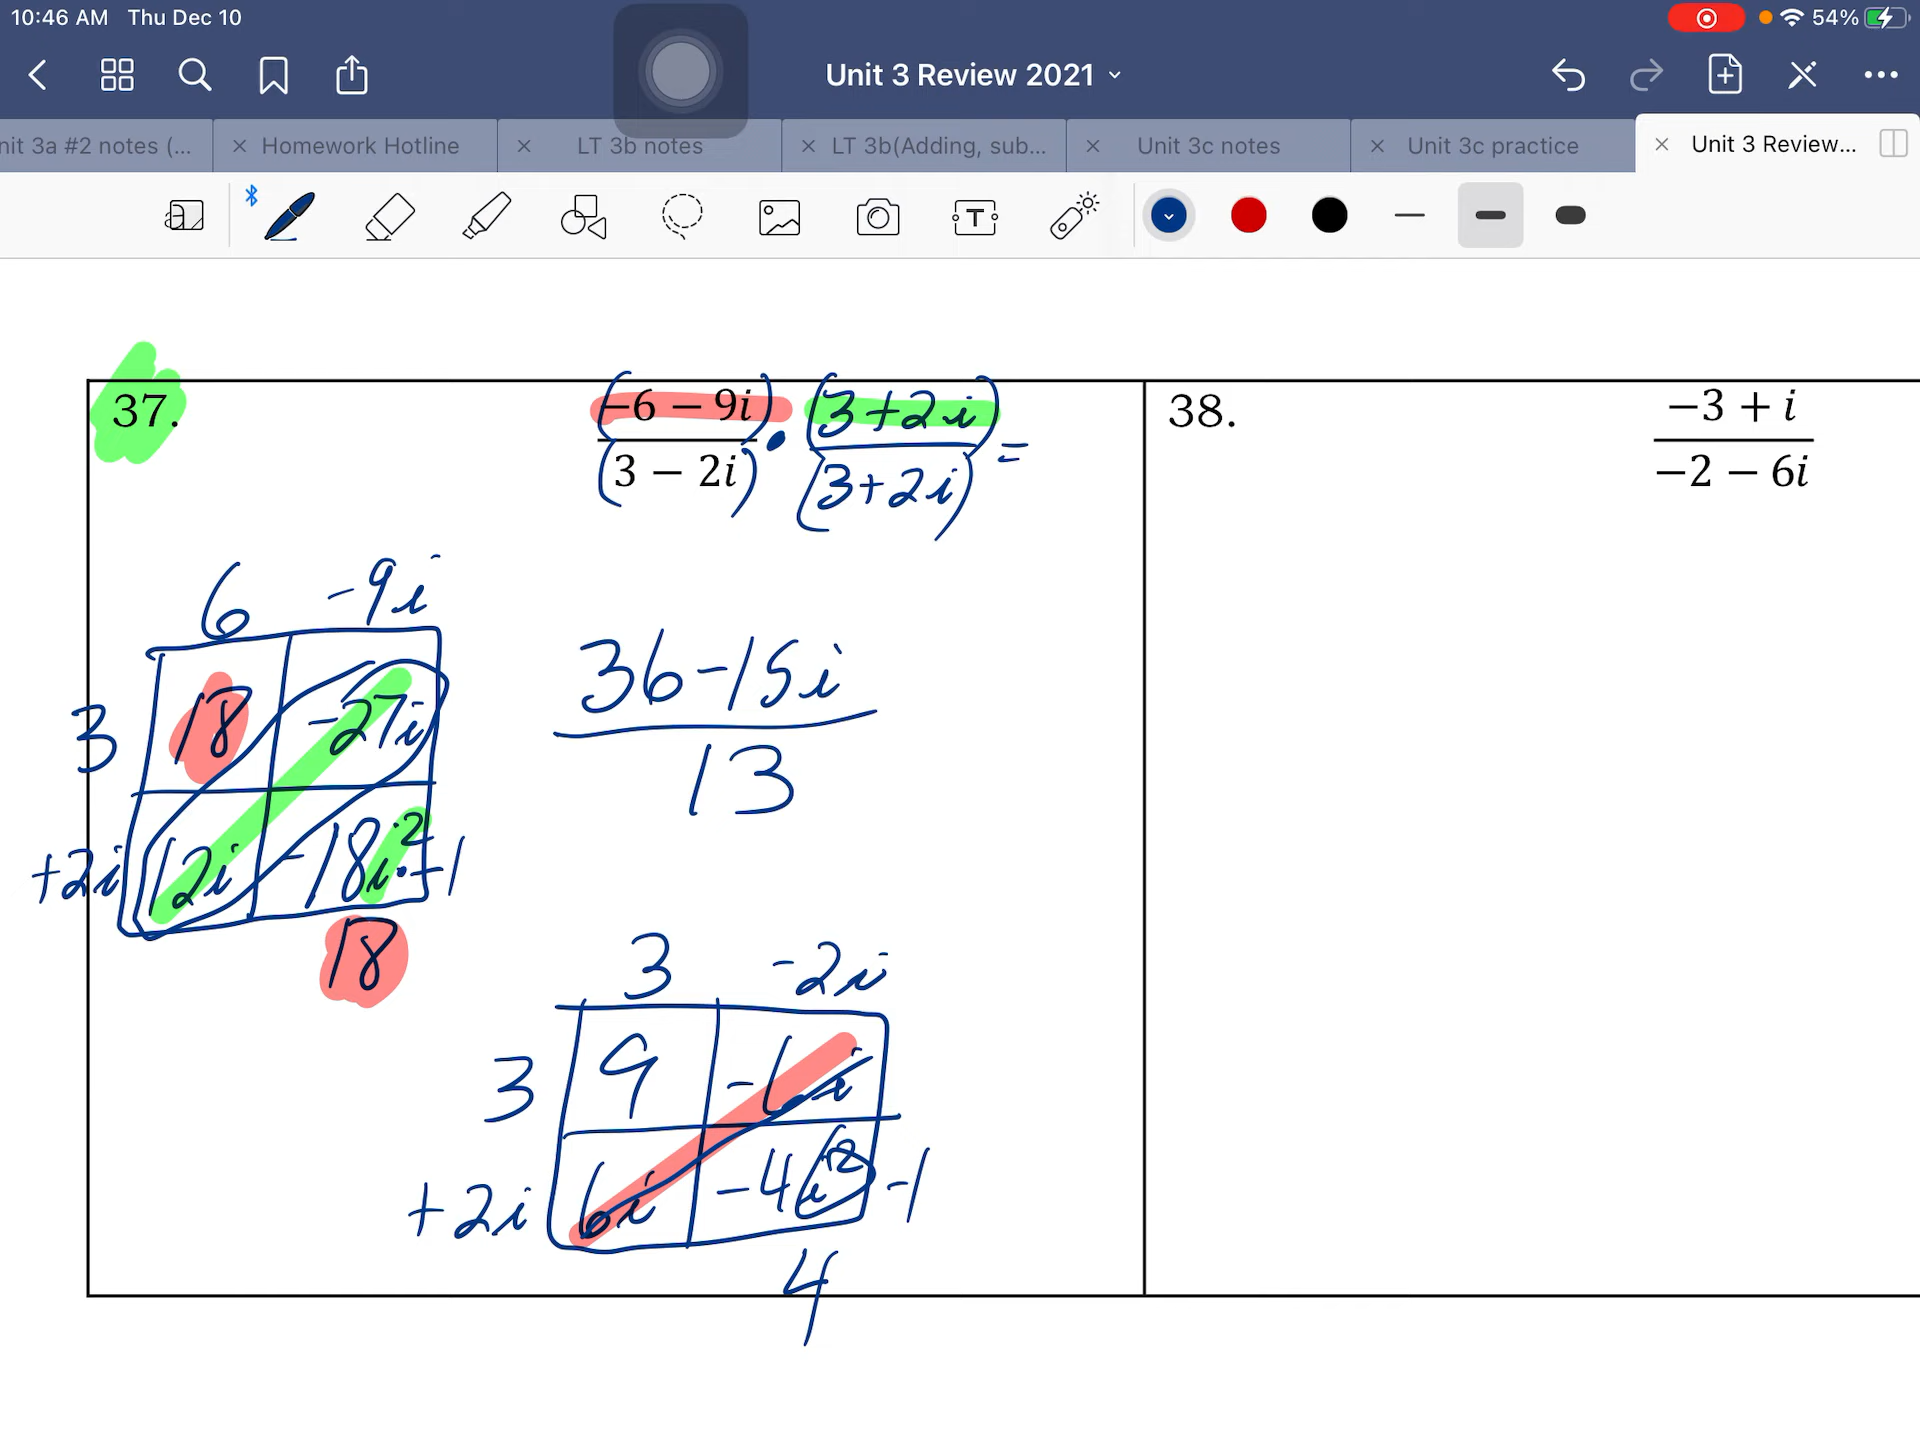 10:46 AM Thu Dec 10
54%
Unit 3 Review 2021
nit 3a #2 notes (...
Homework Hotline
LT 3b notes
LT 3b(Adding, sub...
Unit 3c notes
Unit 3c practice
Unit 3 Review...
a
T
37.
(−6 − 9i) • (3+2i) =
(3 − 2i) (3+2i)
38.
−3 + i
−2 − 6i
6 -9i
3 18 -27i
+2i 12i -18i² • -1
18
36-15i
13
3 -2i
3 9 -6i
+2i 6i -4i² -1
4